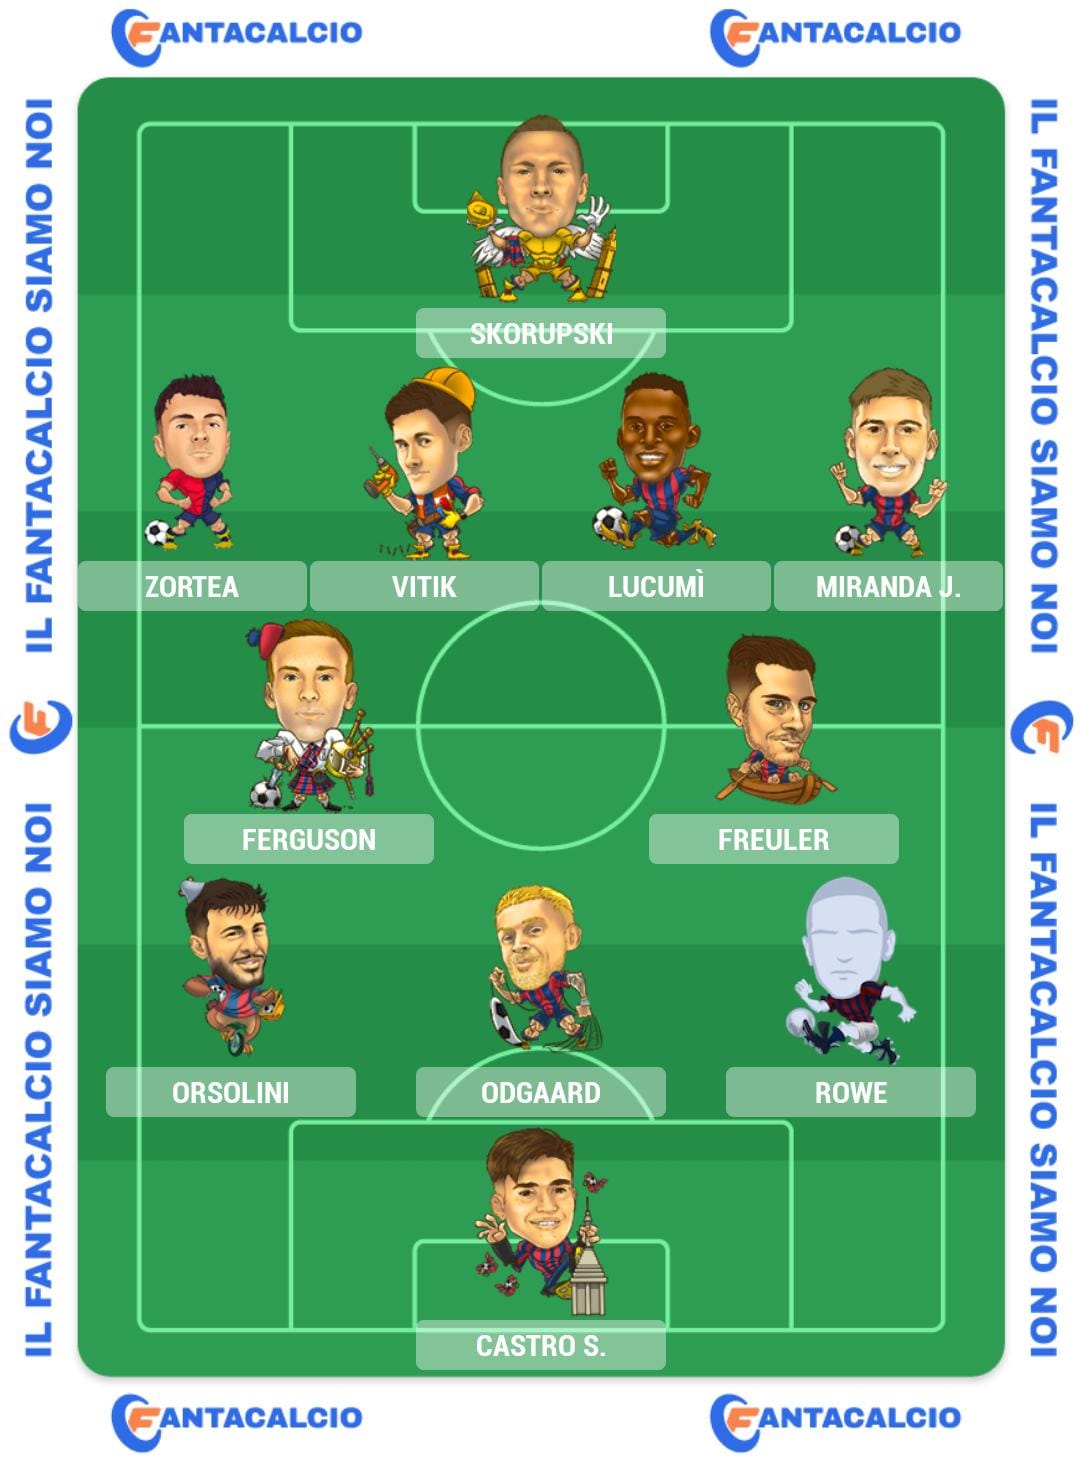 FANTACALCIO
FANTACALCIO
IL FANTACALCIO SIAMO NOI
IL FANTACALCIO SIAMO NOI
SKORUPSKI
ZORTEA
VITIK
LUCUMÌ
MIRANDA J.
FERGUSON
FREULER
IL FANTACALCIO SIAMO NOI
IL FANTACALCIO SIAMO NOI
ORSOLINI
ODGAARD
ROWE
CASTRO S.
FANTACALCIO
FANTACALCIO